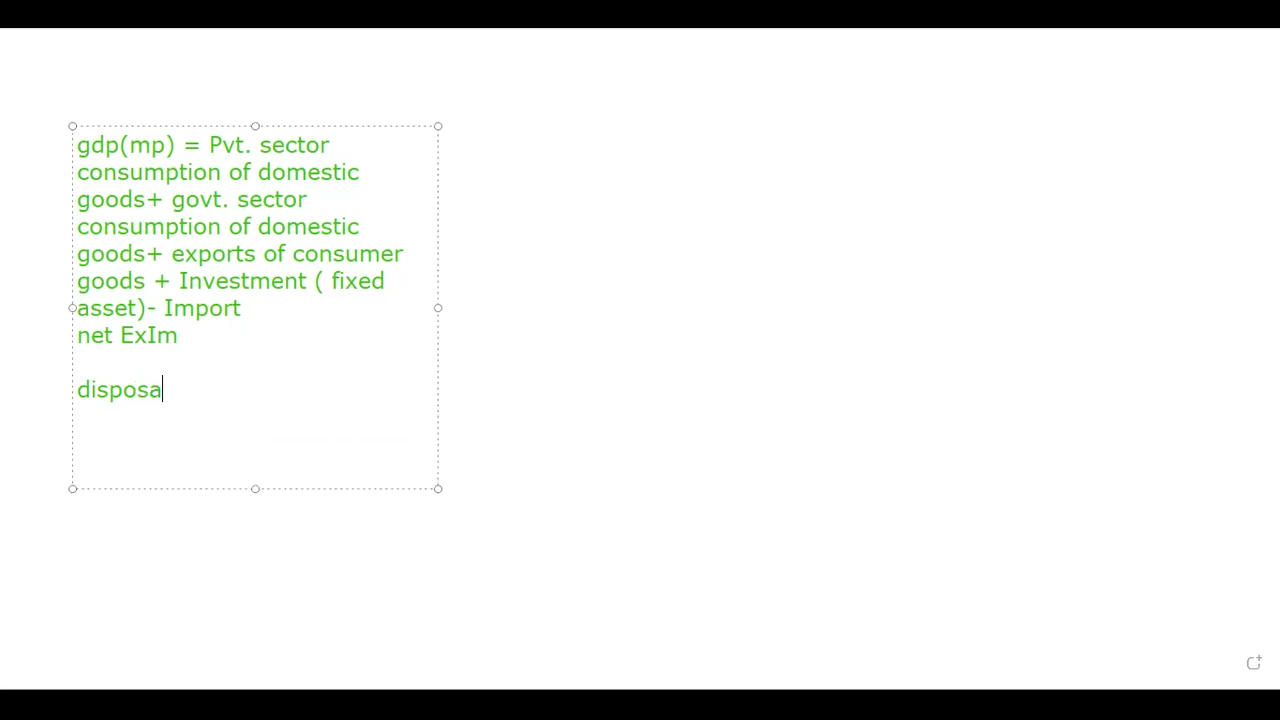 gdp(mp) = Pvt. sector
consumption of domestic
goods+ govt. sector
consumption of domestic
goods+ exports of consumer
goods + Investment ( fixed
asset)- Import
net ExIm
disposa